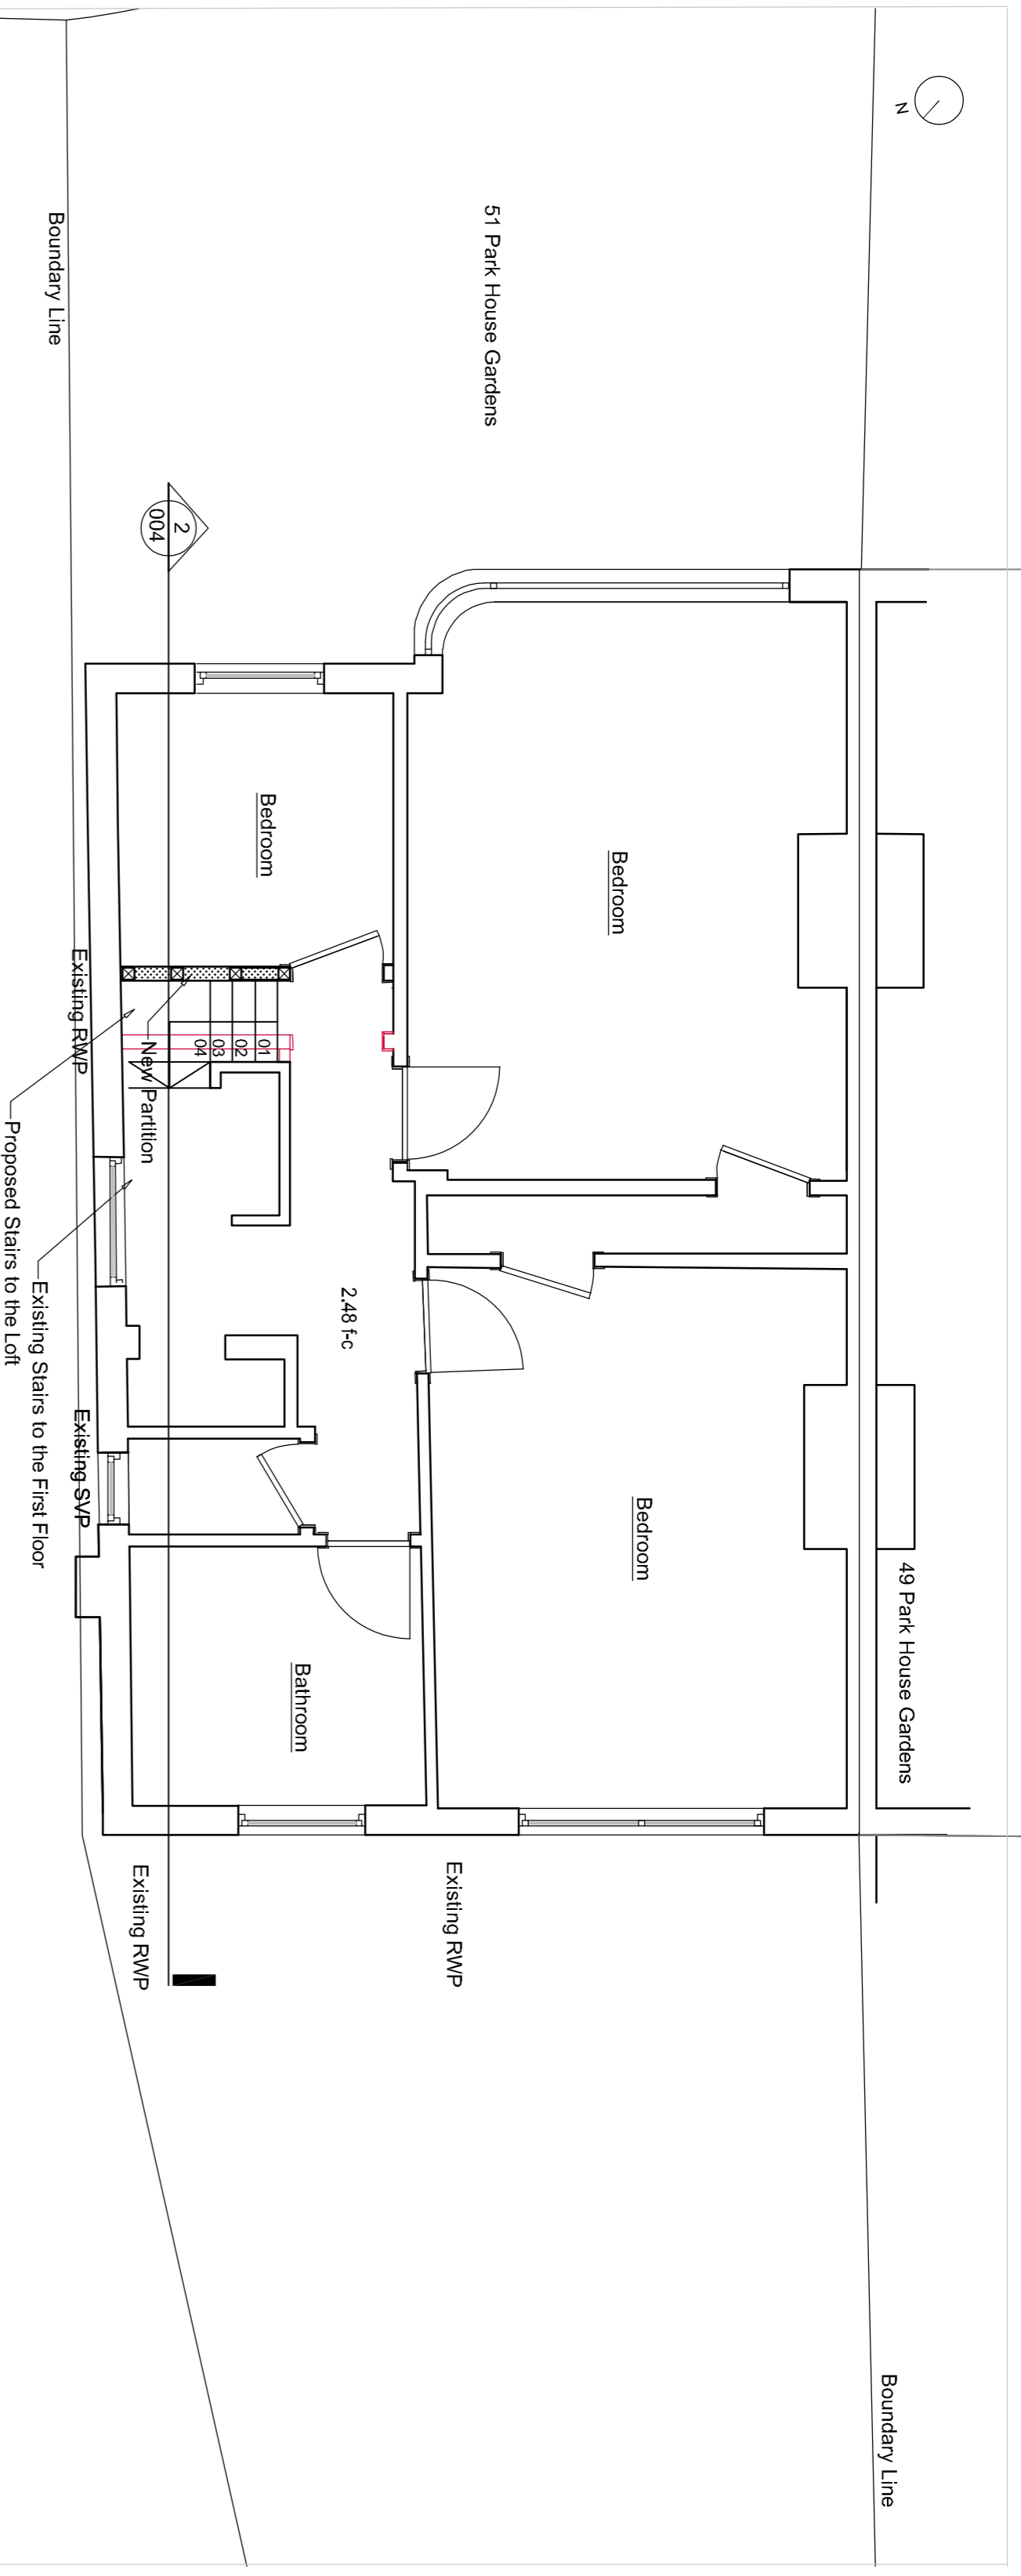 N
49 Park House Gardens
Boundary Line
51 Park House Gardens
Bedroom
Bedroom
Existing RWP
2.48 f-c
Bedroom
Bathroom
01
02
03
04
2
004
New Partition
Existing RWP
Boundary Line
Existing RWP
Existing SVP
Existing Stairs to the First Floor
Proposed Stairs to the Loft